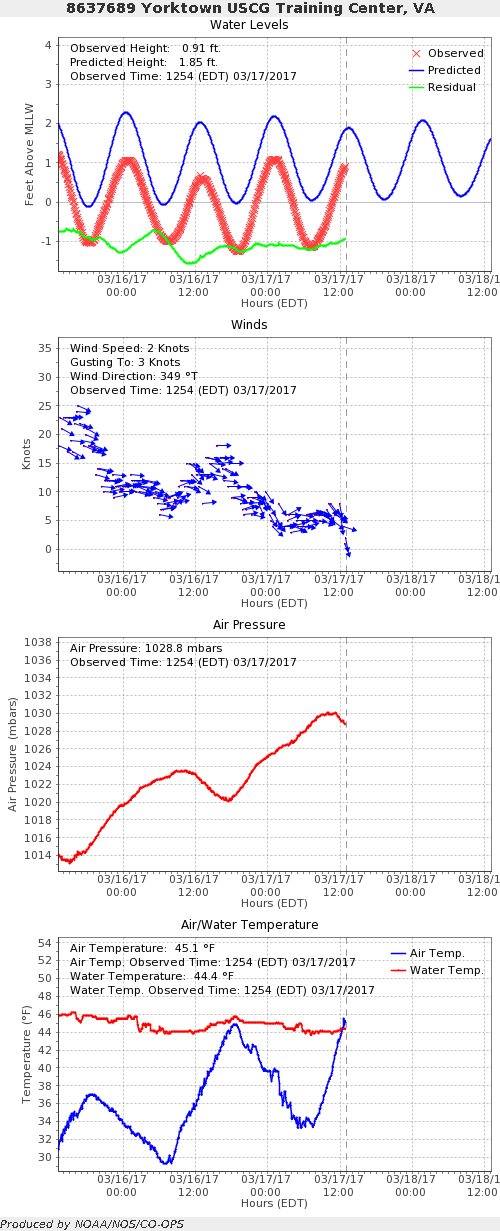 8637689 Yorktown USCG Training Center, VA
Water Levels
Observed Height: 0.91 ft.
Predicted Height: 1.85 ft.
Observed Time: 1254 (EDT) 03/17/2017
Observed
Predicted
Residual
Feet Above MLLW
4
3
2
1
0
-1
03/16/17 03/16/17 03/17/17 03/17/17 03/18/17 03/18/1
00:00 12:00 00:00 12:00 00:00 12:00
Hours (EDT)
Winds
Wind Speed: 2 Knots
Gusting To: 3 Knots
Wind Direction: 349 °T
Observed Time: 1254 (EDT) 03/17/2017
Knots
35
30
25
20
15
10
5
0
03/16/17 03/16/17 03/17/17 03/17/17 03/18/17 03/18/1
00:00 12:00 00:00 12:00 00:00 12:00
Hours (EDT)
Air Pressure
Air Pressure: 1028.8 mbars
Observed Time: 1254 (EDT) 03/17/2017
Air Pressure (mbars)
1038
1036
1034
1032
1030
1028
1026
1024
1022
1020
1018
1016
1014
03/16/17 03/16/17 03/17/17 03/17/17 03/18/17 03/18/1
00:00 12:00 00:00 12:00 00:00 12:00
Hours (EDT)
Air/Water Temperature
Air Temperature: 45.1 °F
Air Temp. Observed Time: 1254 (EDT) 03/17/2017
Water Temperature: 44.4 °F
Water Temp. Observed Time: 1254 (EDT) 03/17/2017
Air Temp.
Water Temp.
Temperature (°F)
54
52
50
48
46
44
42
40
38
36
34
32
30
03/16/17 03/16/17 03/17/17 03/17/17 03/18/17 03/18/1
00:00 12:00 00:00 12:00 00:00 12:00
Hours (EDT)
Produced by NOAA/NOS/CO-OPS